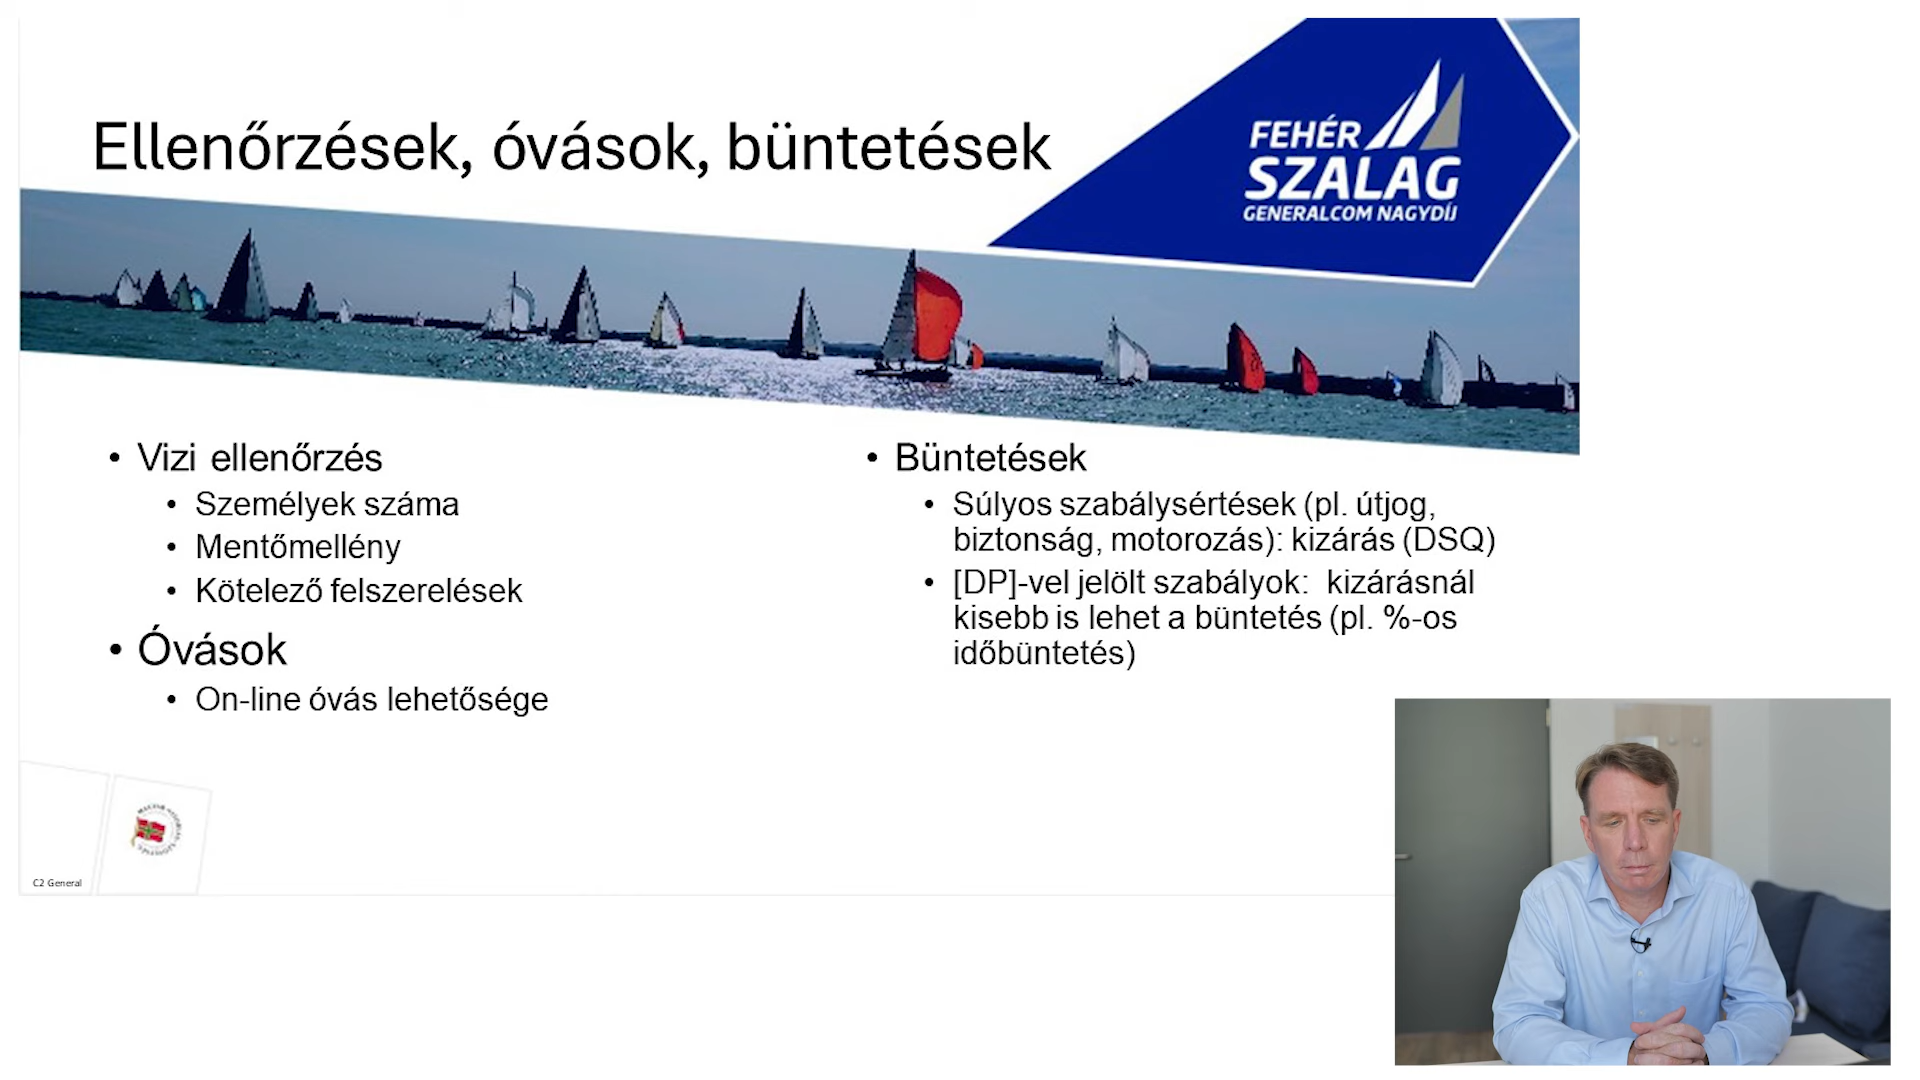 Ellenőrzések, óvások, büntetések
FEHÉR
SZALAG
GENERALCOM NAGYDÍJ
• Vizi ellenőrzés
• Személyek száma
• Mentőmellény
• Kötelező felszerelések
• Óvások
• On-line óvás lehetősége
• Büntetések
• Súlyos szabálysértések (pl. útjog,
biztonság, motorozás): kizárás (DSQ)
• [DP]-vel jelölt szabályok: kizárásnál
kisebb is lehet a büntetés (pl. %-os
időbüntetés)
C2 General